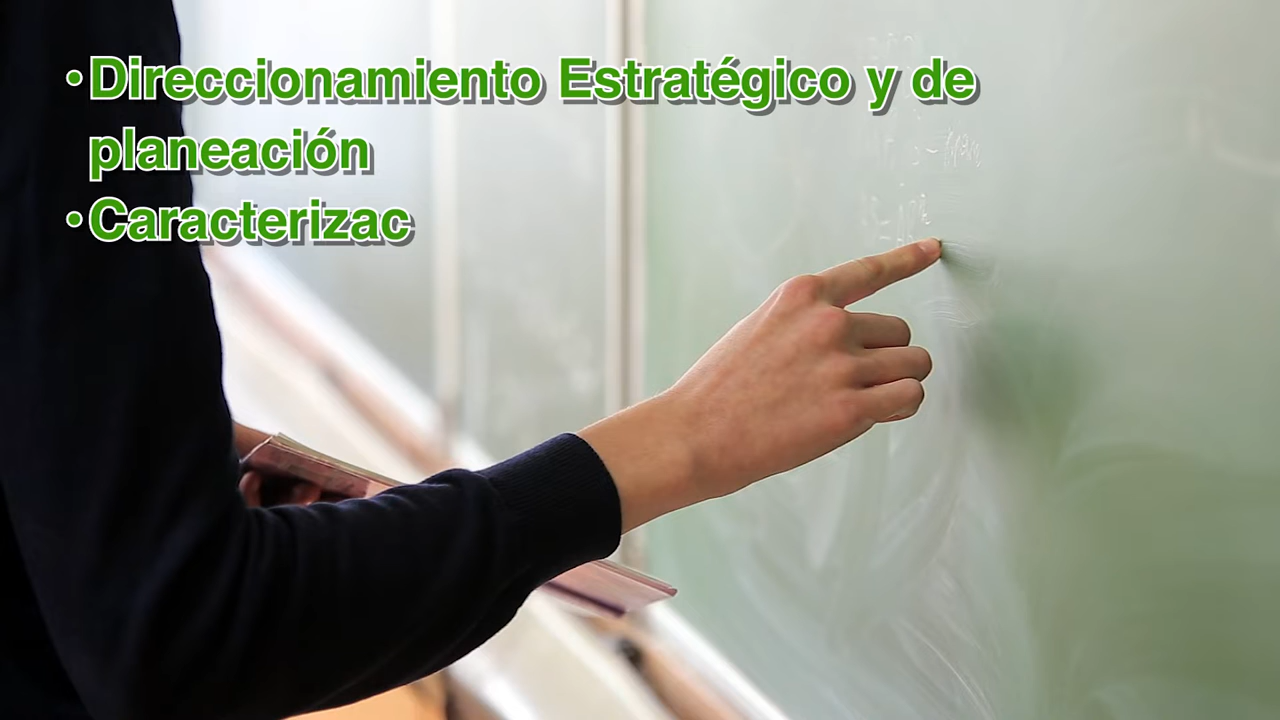 •Direccionamiento Estratégico y de
planeación
•Caracterizac